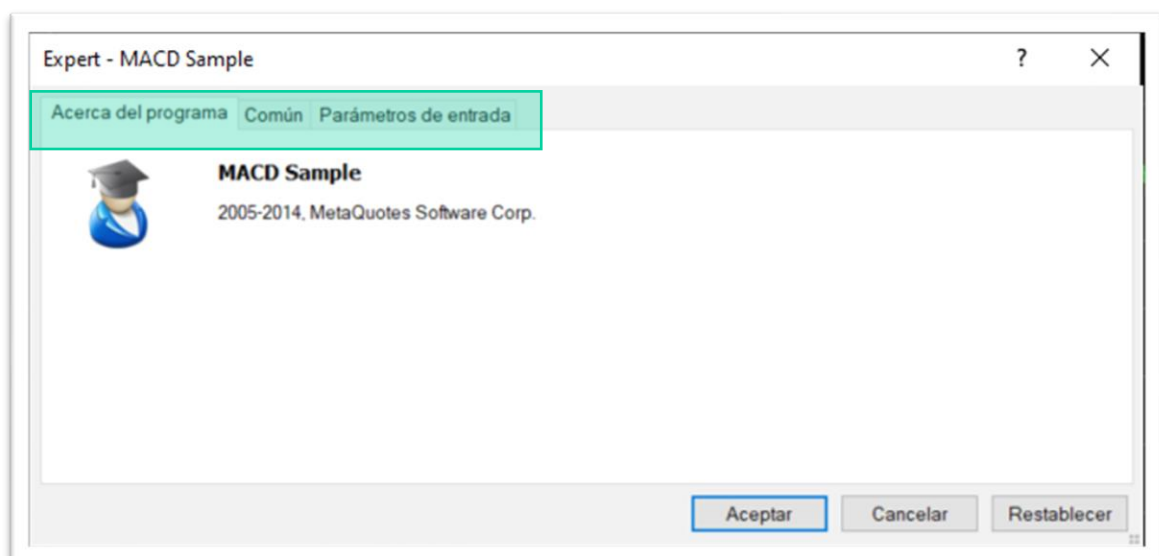 Expert - MACD Sample
Acerca del programa Común Parámetros de entrada
MACD Sample
2005-2014, MetaQuotes Software Corp.
Aceptar Cancelar Restablecer